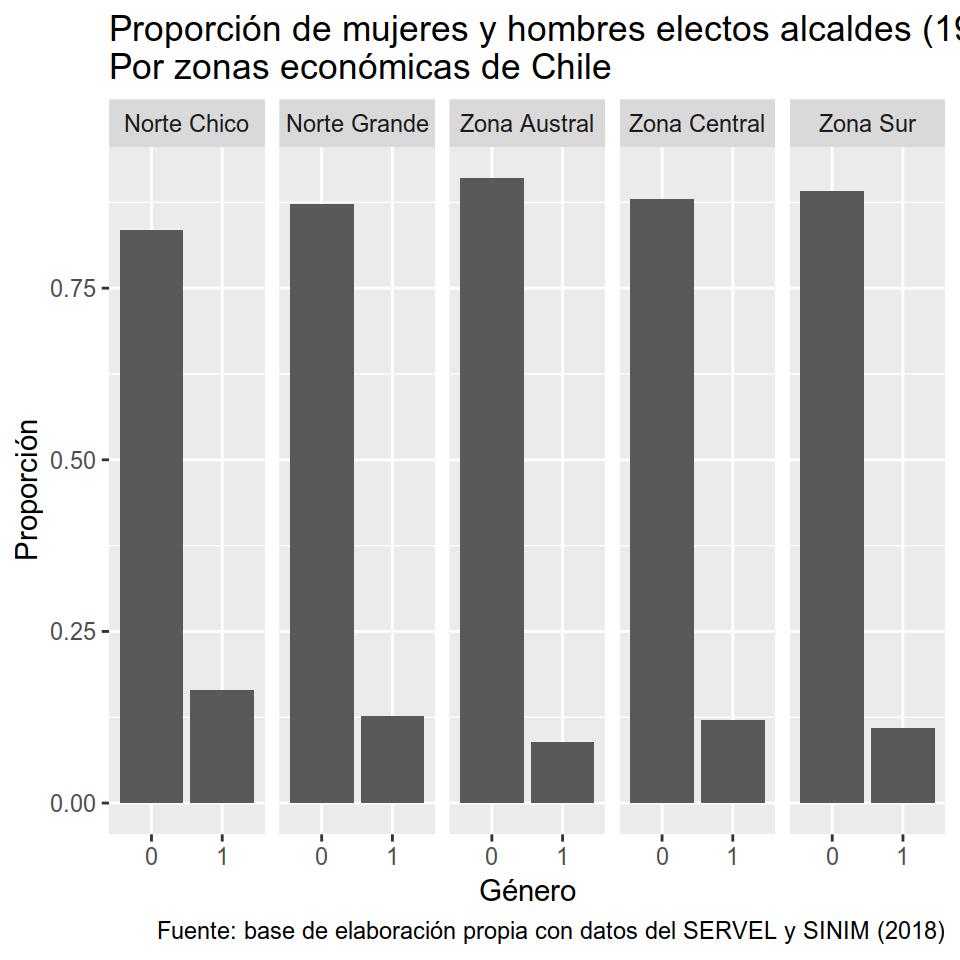 Proporción de mujeres y hombres electos alcaldes (19
Por zonas económicas de Chile
Norte Chico Norte Grande Zona Austral Zona Central Zona Sur
Proporción
0.75
0.50
0.25
0.00
0 1 0 1 0 1 0 1 0 1
Género
Fuente: base de elaboración propia con datos del SERVEL y SINIM (2018)